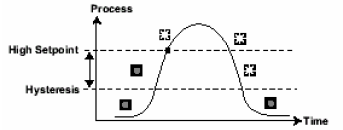 Process
High Setpoint
Hysteresis
Time